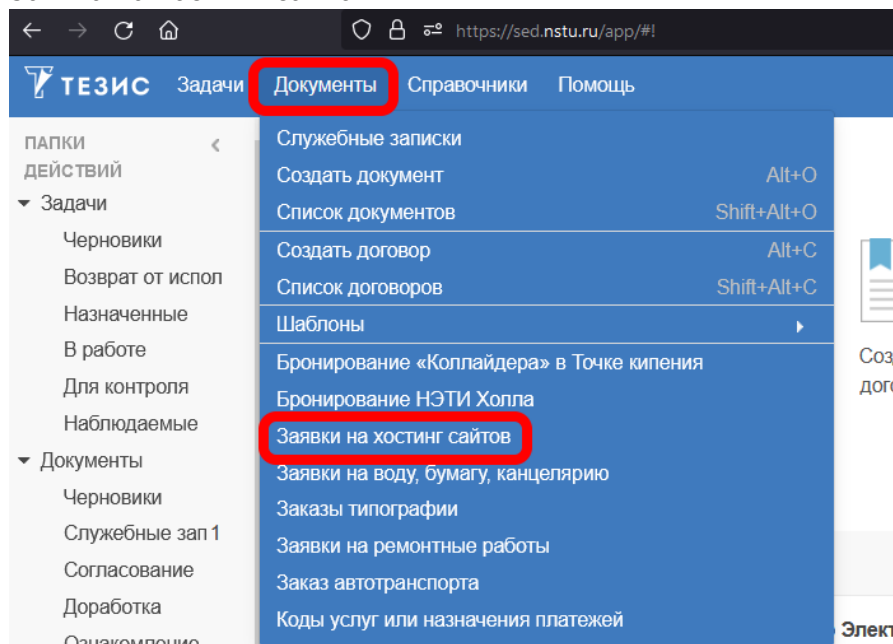 https://sed.nstu.ru/app/#!
ТЕЗИС Задачи Документы Справочники Помощь
ПАПКИ
ДЕЙСТВИЙ
Задачи
Черновики
Возврат от испол
Назначенные
В работе
Для контроля
Наблюдаемые
Документы
Черновики
Служебные зап 1
Согласование
Доработка
Ознакомление
Служебные записки
Создать документ Alt+O
Список документов Shift+Alt+O
Создать договор Alt+C
Список договоров Shift+Alt+C
Шаблоны
Бронирование «Коллайдера» в Точке кипения
Бронирование НЭТИ Холла
Заявки на хостинг сайтов
Заявки на воду, бумагу, канцелярию
Заказы типографии
Заявки на ремонтные работы
Заказ автотранспорта
Коды услуг или назначения платежей
Соз
дого
Элект